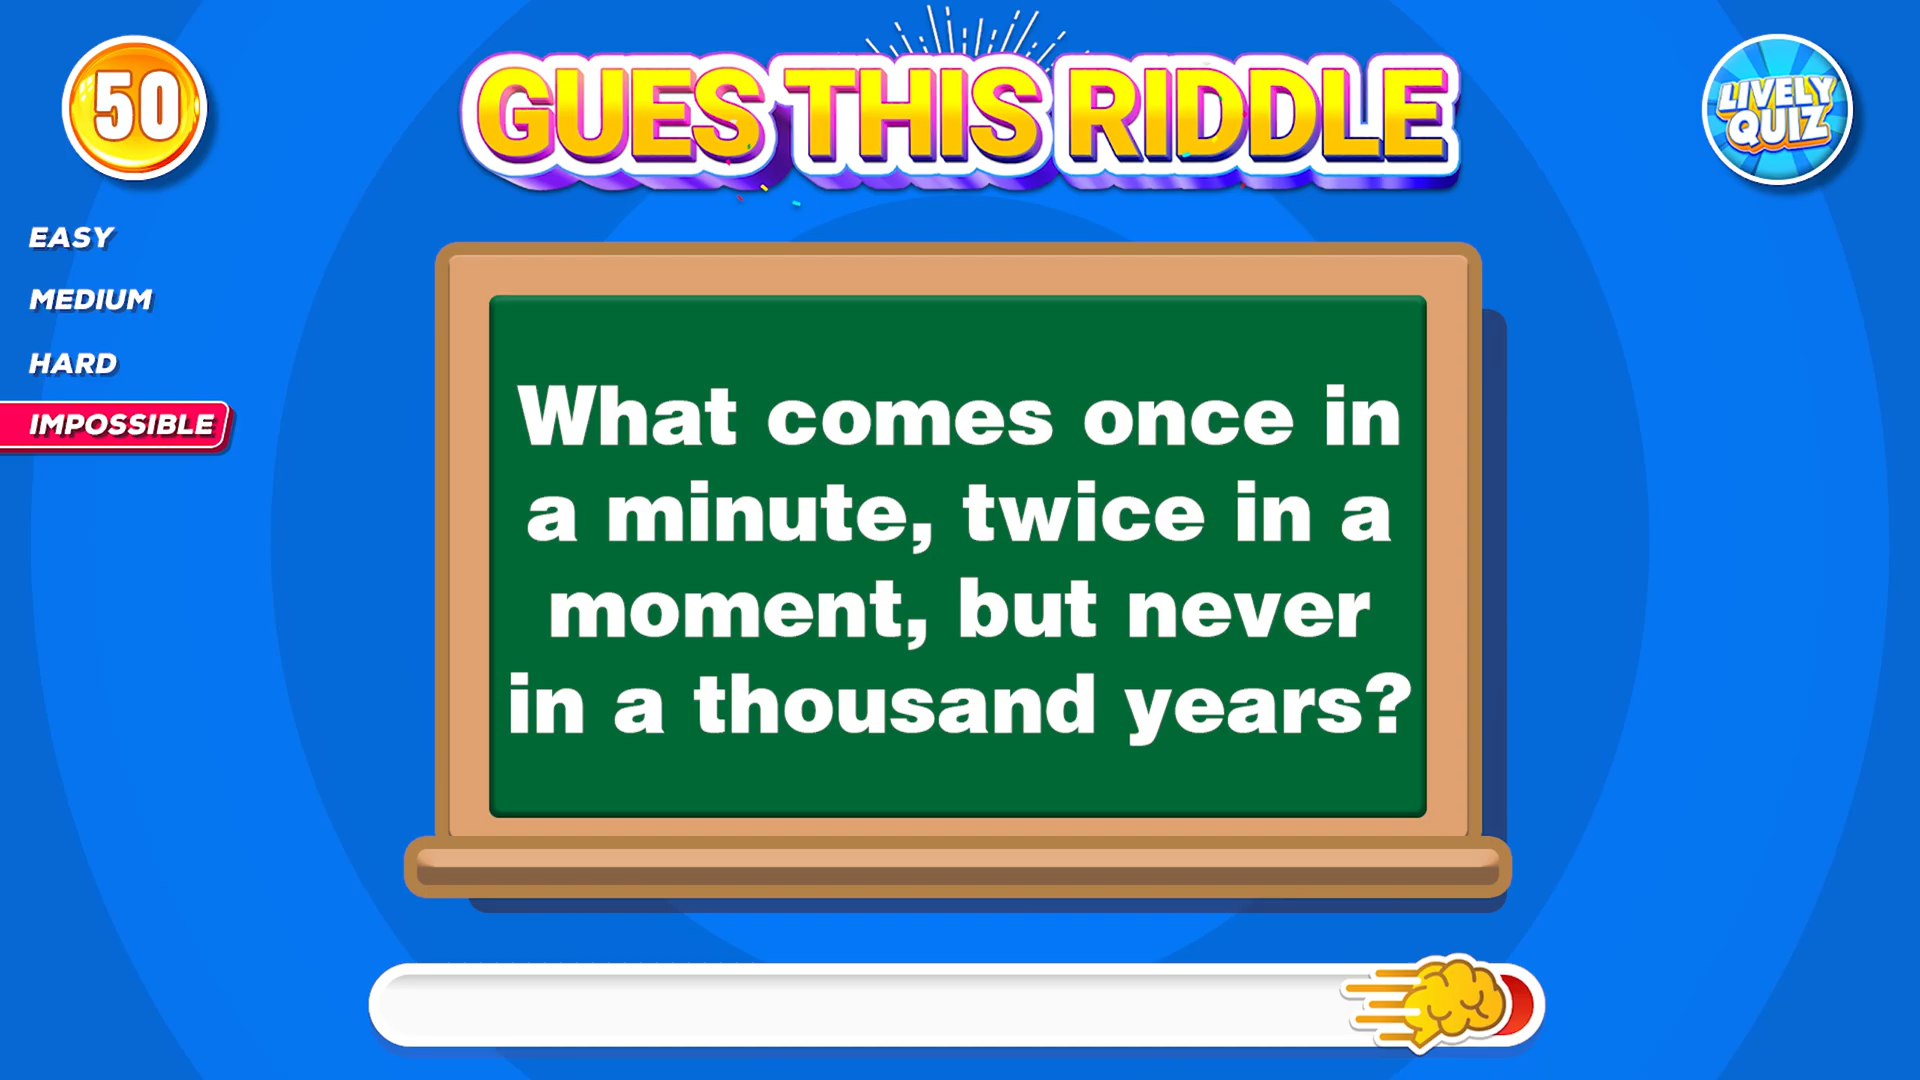 50
GUES THIS RIDDLE
LIVELY
QUIZ
EASY
MEDIUM
HARD
IMPOSSIBLE
What comes once in
a minute, twice in a
moment, but never
in a thousand years?